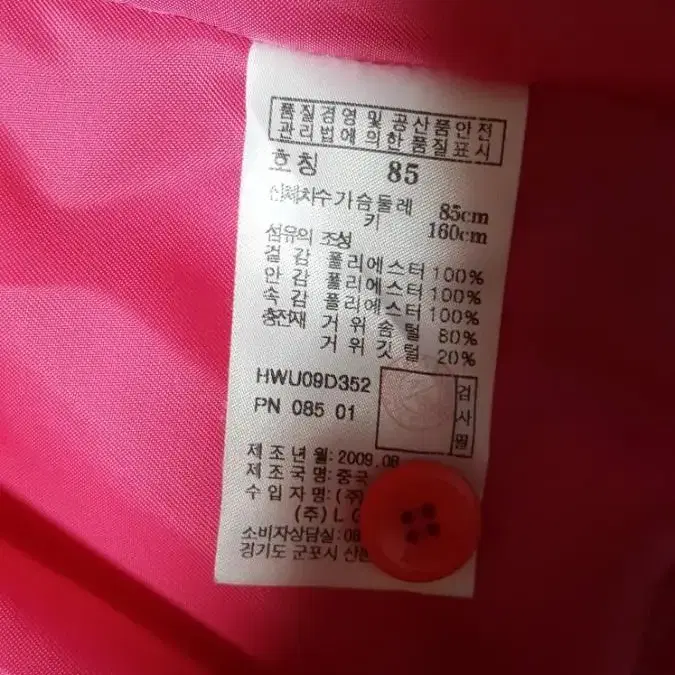 품질경영및공산품안전
관리법에의한품질표시
호칭 85
신체치수 가슴둘레 85cm
키 160cm
섬유의 조성
겉감 폴리에스터 100%
안감 폴리에스터 100%
속감 폴리에스터 100%
충전재 거위솜털 80%
거위깃털 20%
HWU09D352
PN 085 01
검사필
제조년월:2009.08
제조국명:중국
수입자명:(주)
(주)LG
소비자상담실:08
경기도 군포시 산본